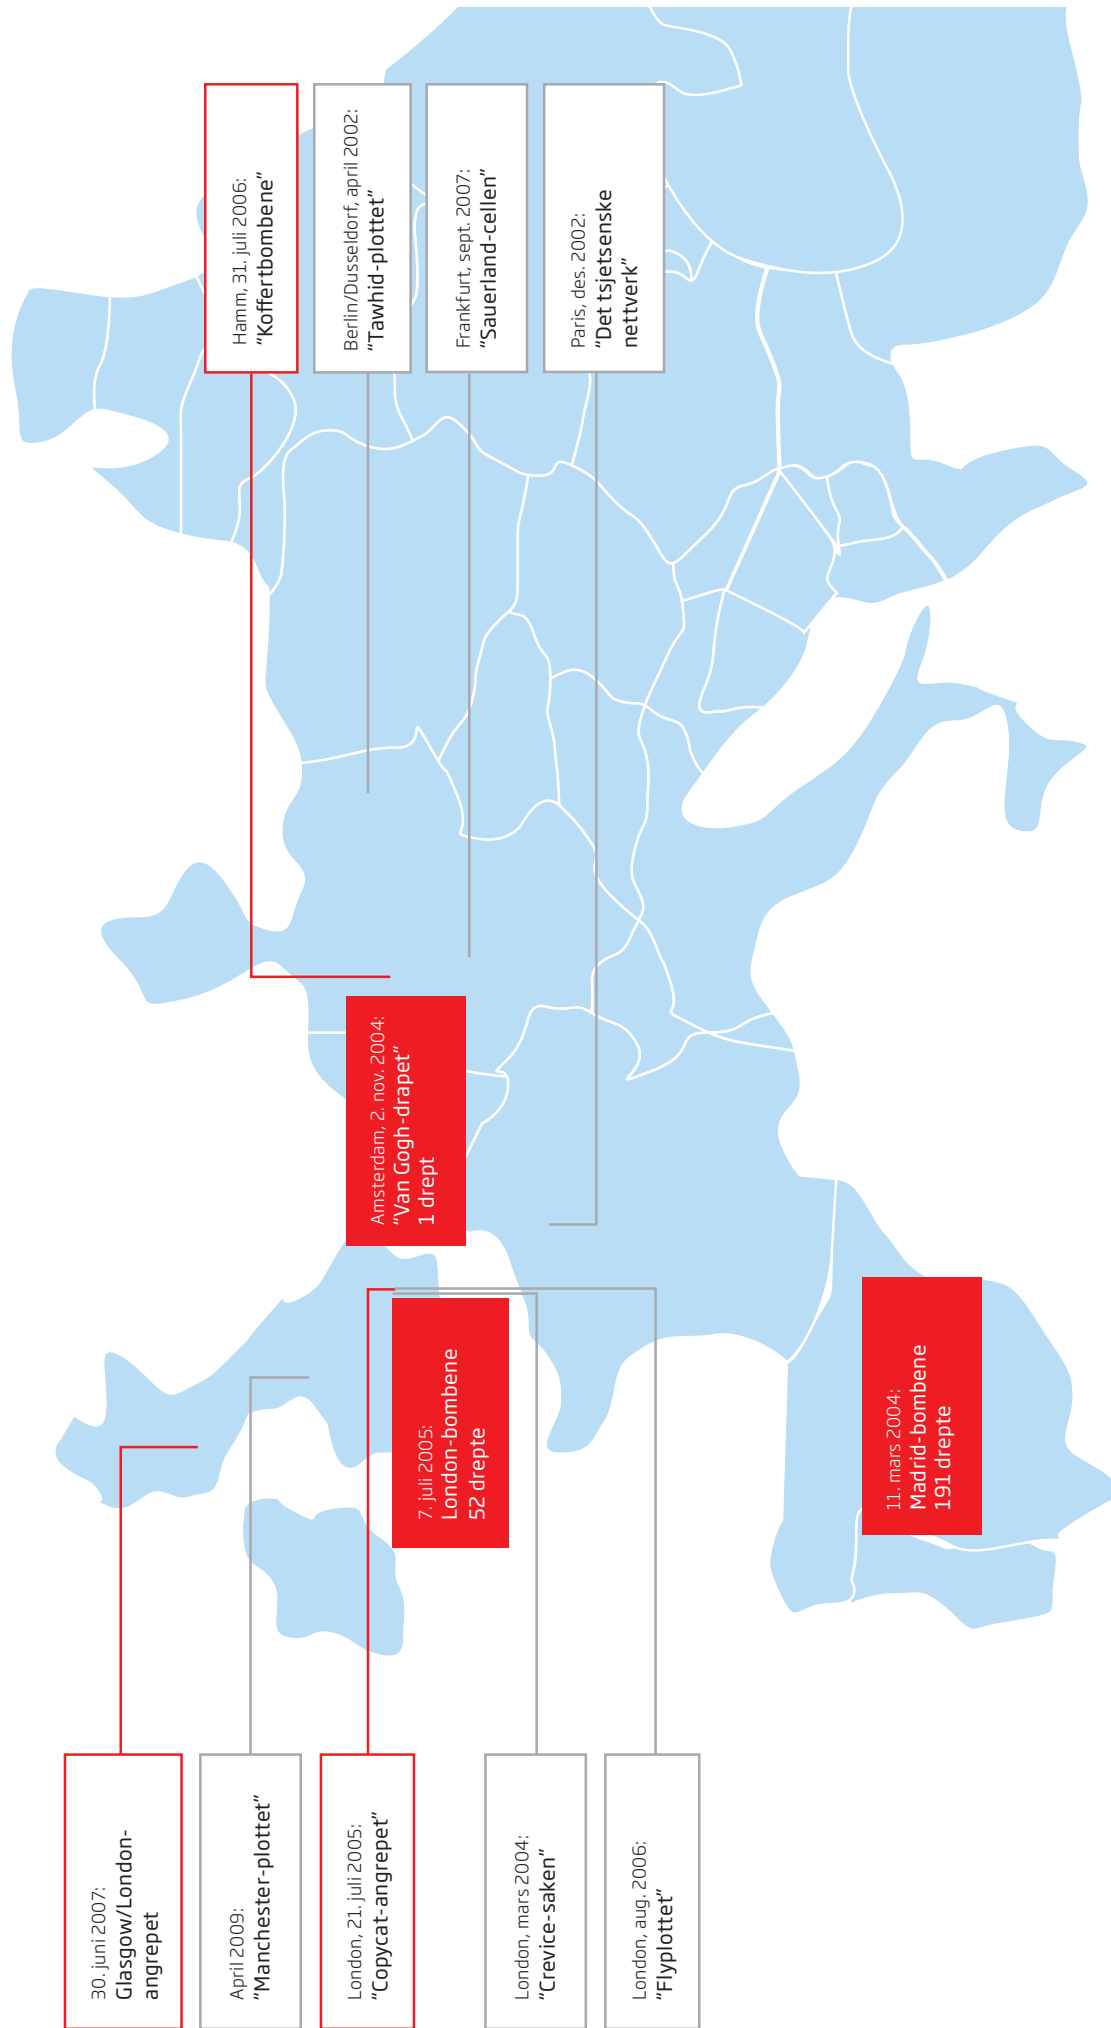 30. juni 2007:
Glasgow/London-
angrepet
April 2009:
“Manchester-plottet”
London, 21. juli 2005:
“Copycat-angrepet”
London, mars 2004:
“Crevice-saken”
London, aug. 2006:
“Flyplottet”
7. juli 2005:
London-bombene
52 drepte
11. mars 2004:
Madrid-bombene
191 drepte
Amsterdam, 2. nov. 2004:
“Van Gogh-drapet”
1 drept
Hamm, 31. juli 2006:
“Koffertbombene”
Berlin/Dusseldorf, april 2002:
“Tawhid-plottet”
Frankfurt, sept. 2007:
“Sauerland-cellen”
Paris, des. 2002:
“Det tsjetsenske
nettverk”